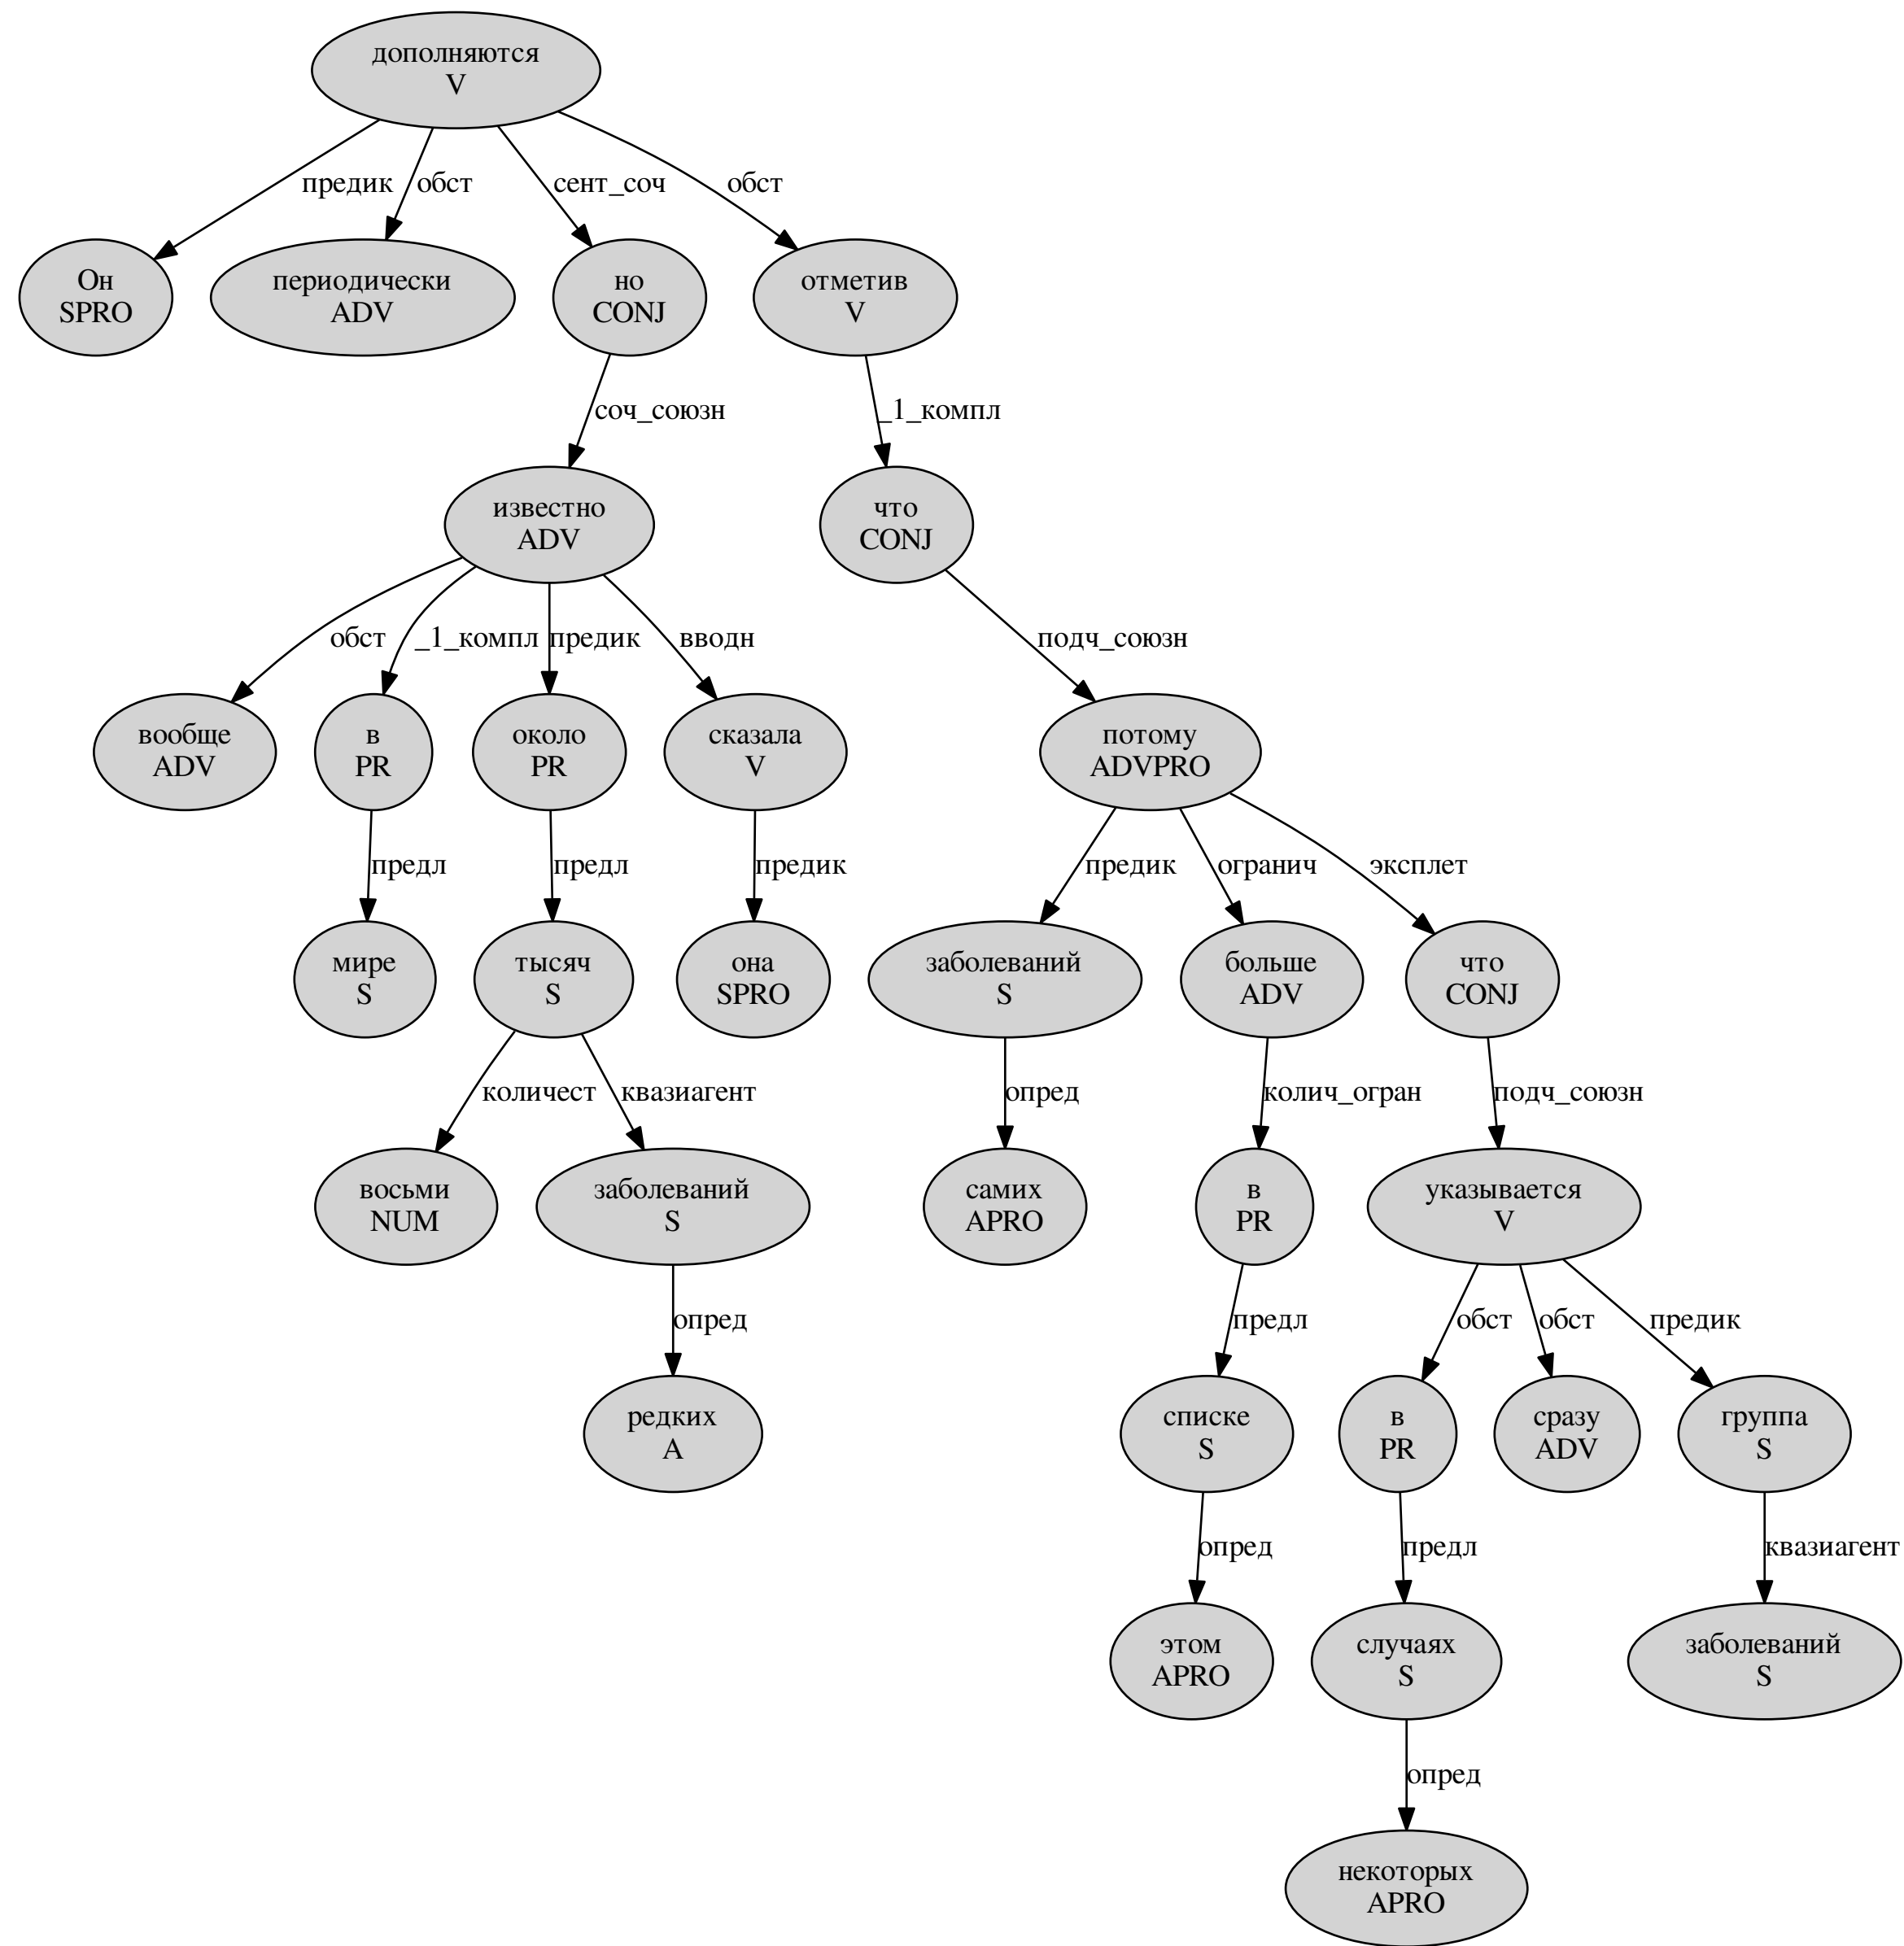 дополняются
V
предик
обст
сент_соч
обст
Он
SPRO
периодически
ADV
но
CONJ
отметив
V
соч_союзн
_1_компл
известно
ADV
что
CONJ
обст
_1_компл
предик
вводн
подч_союзн
вообще
ADV
в
PR
около
PR
сказала
V
потому
ADVPRO
предл
предл
предик
предик
огранич
эксплет
мире
S
тысяч
S
она
SPRO
заболеваний
S
больше
ADV
что
CONJ
количест
квазиагент
опред
колич_огран
подч_союзн
восьми
NUM
заболеваний
S
самих
APRO
в
PR
указывается
V
опред
предл
обст
обст
предик
редких
A
списке
S
в
PR
сразу
ADV
группа
S
опред
предл
квазиагент
этом
APRO
случаях
S
заболеваний
S
опред
некоторых
APRO